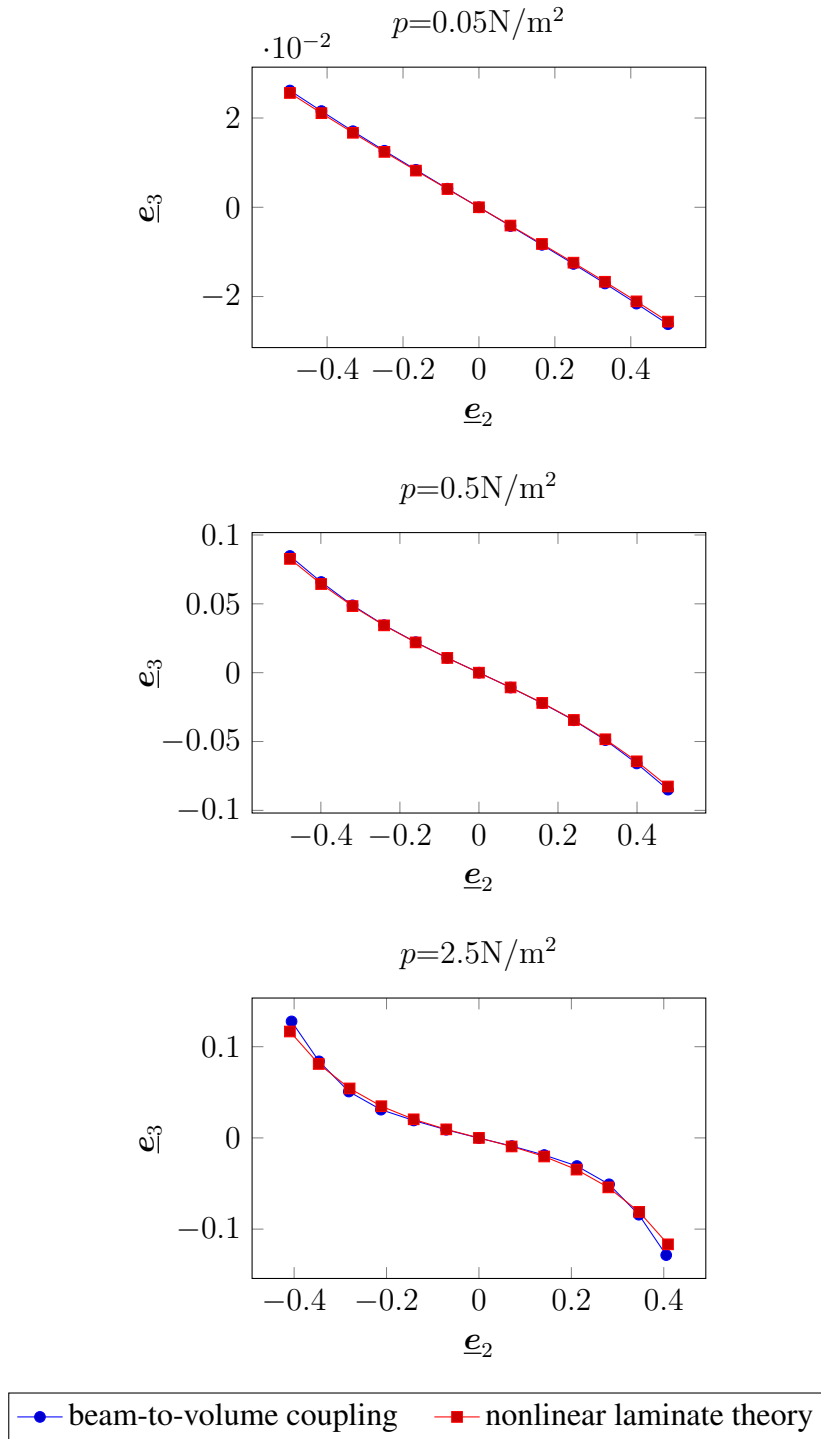 p=0.05N/m²
·10⁻²
2
0
−2
e₃
−0.4 −0.2 0 0.2 0.4
e₂
p=0.5N/m²
0.1
0.05
0
−0.05
−0.1
e₃
−0.4 −0.2 0 0.2 0.4
e₂
p=2.5N/m²
0.1
0
−0.1
e₃
−0.4 −0.2 0 0.2 0.4
e₂
beam-to-volume coupling nonlinear laminate theory